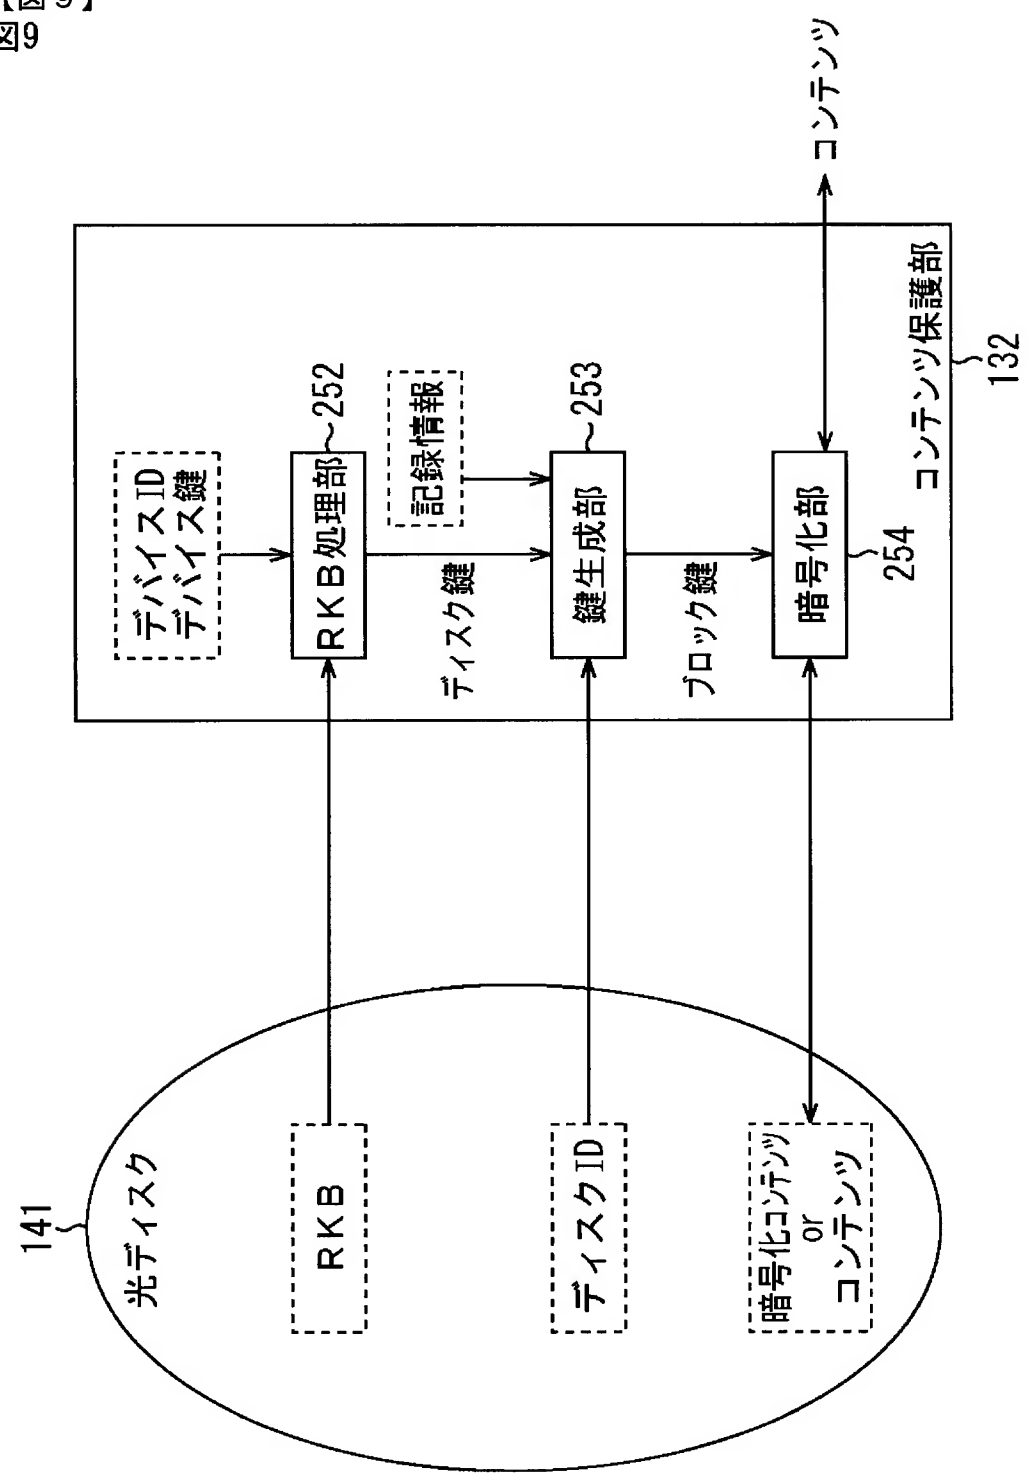 【図９】
図9
141
光ディスク
RKB
ディスクID
暗号化コンテンツ
or
コンテンツ
デバイスID
デバイス鍵
RKB処理部
252
記録情報
ディスク鍵
鍵生成部
253
ブロック鍵
暗号化部
254
コンテンツ保護部
132
コンテンツ